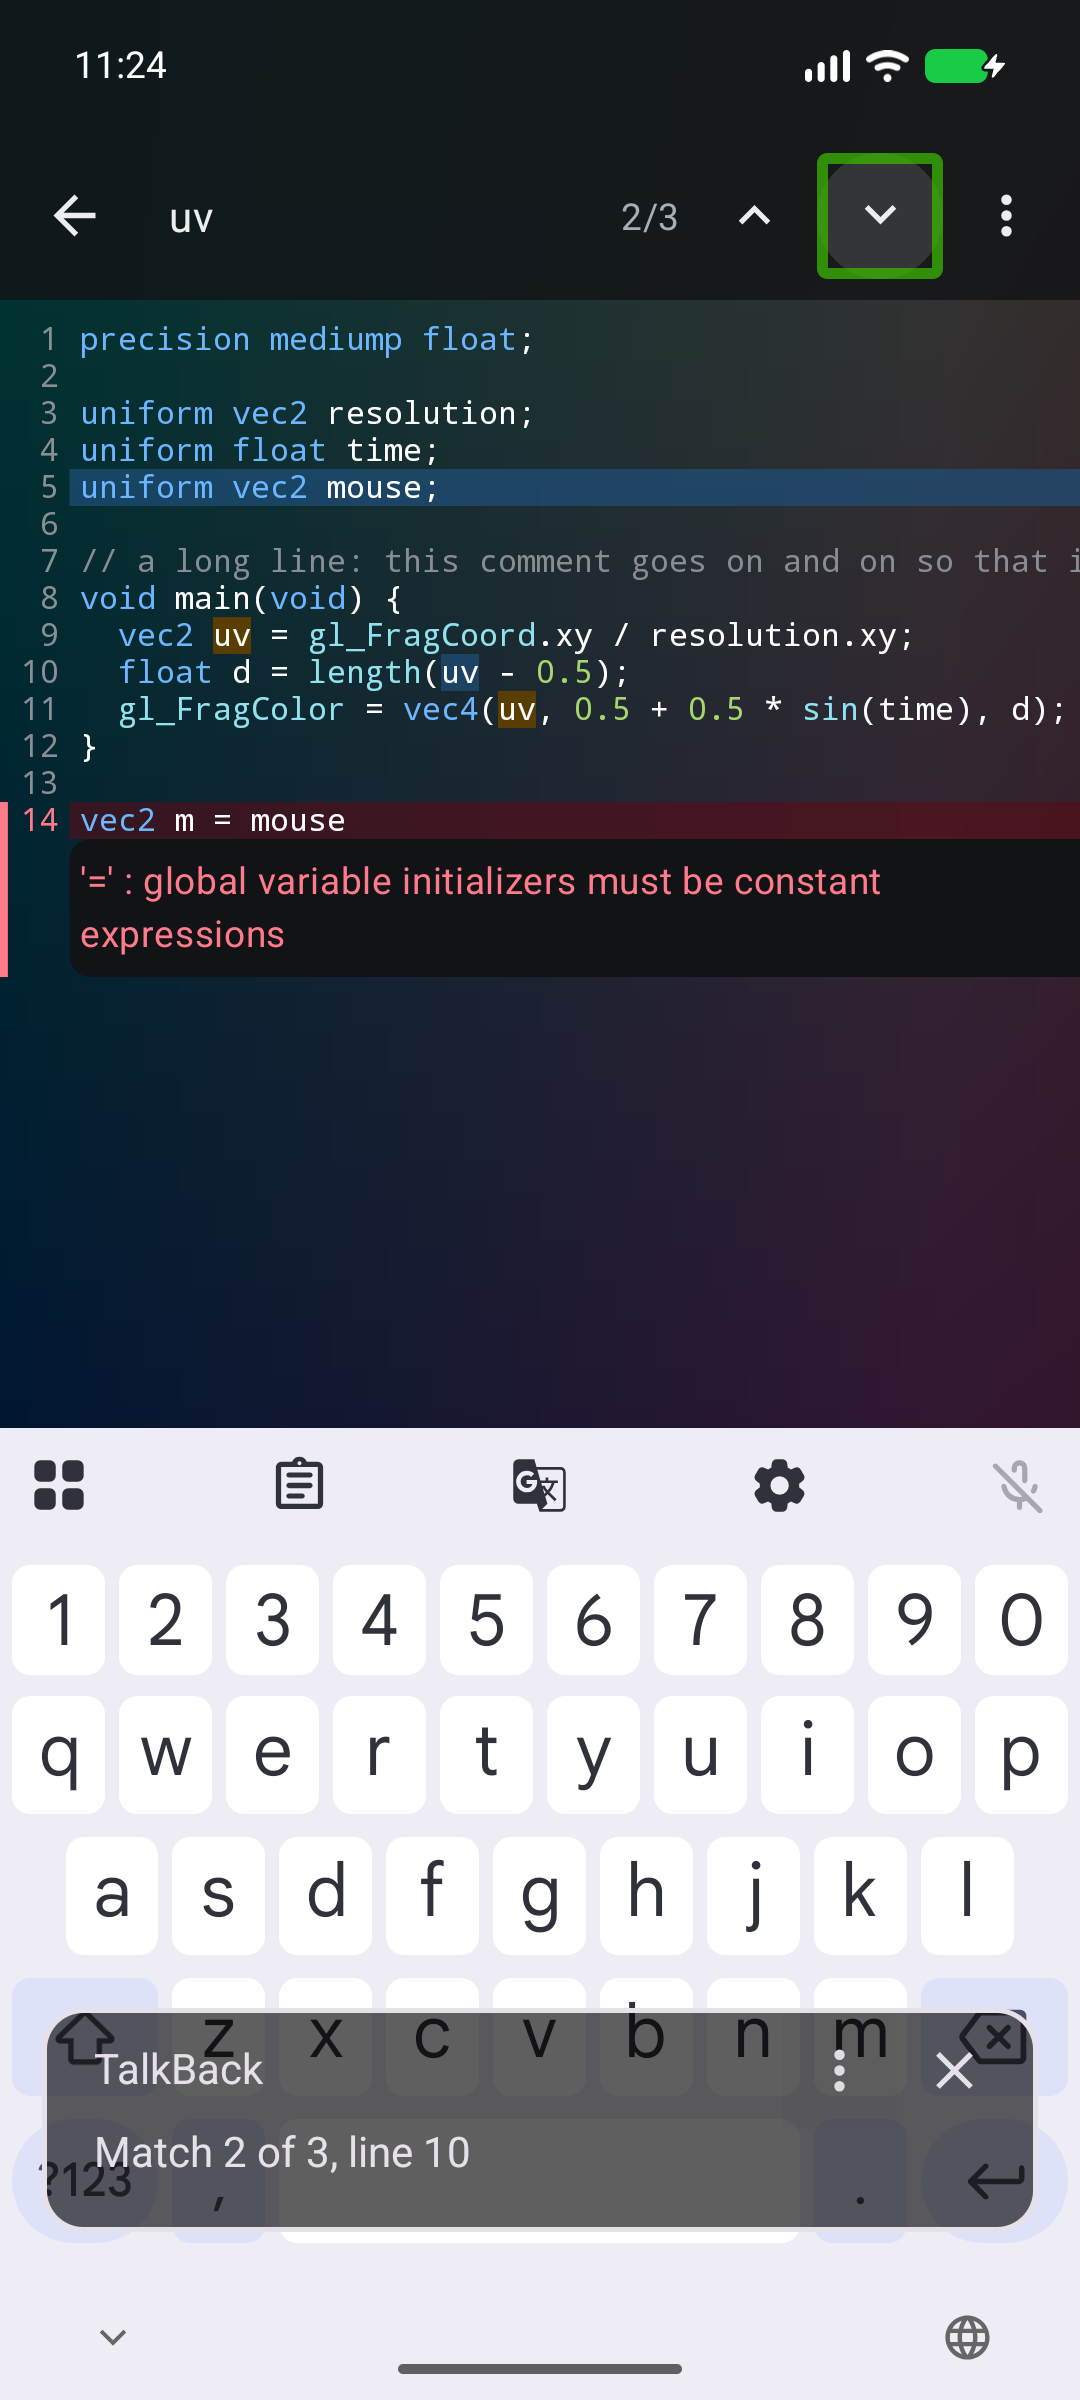 11:24
uv 2/3
1 precision mediump float;
2
3 uniform vec2 resolution;
4 uniform float time;
5 uniform vec2 mouse;
6
7 // a long line: this comment goes on and on so that i
8 void main(void) {
9 vec2 uv = gl_FragCoord.xy / resolution.xy;
10 float d = length(uv - 0.5);
11 gl_FragColor = vec4(uv, 0.5 + 0.5 * sin(time), d);
12 }
13
14 vec2 m = mouse
'=' : global variable initializers must be constant
expressions
G 文
1 2 3 4 5 6 7 8 9 0
q w e r t y u i o p
a s d f g h j k l
z x c v b n m
TalkBack
Match 2 of 3, line 10
?123 , .